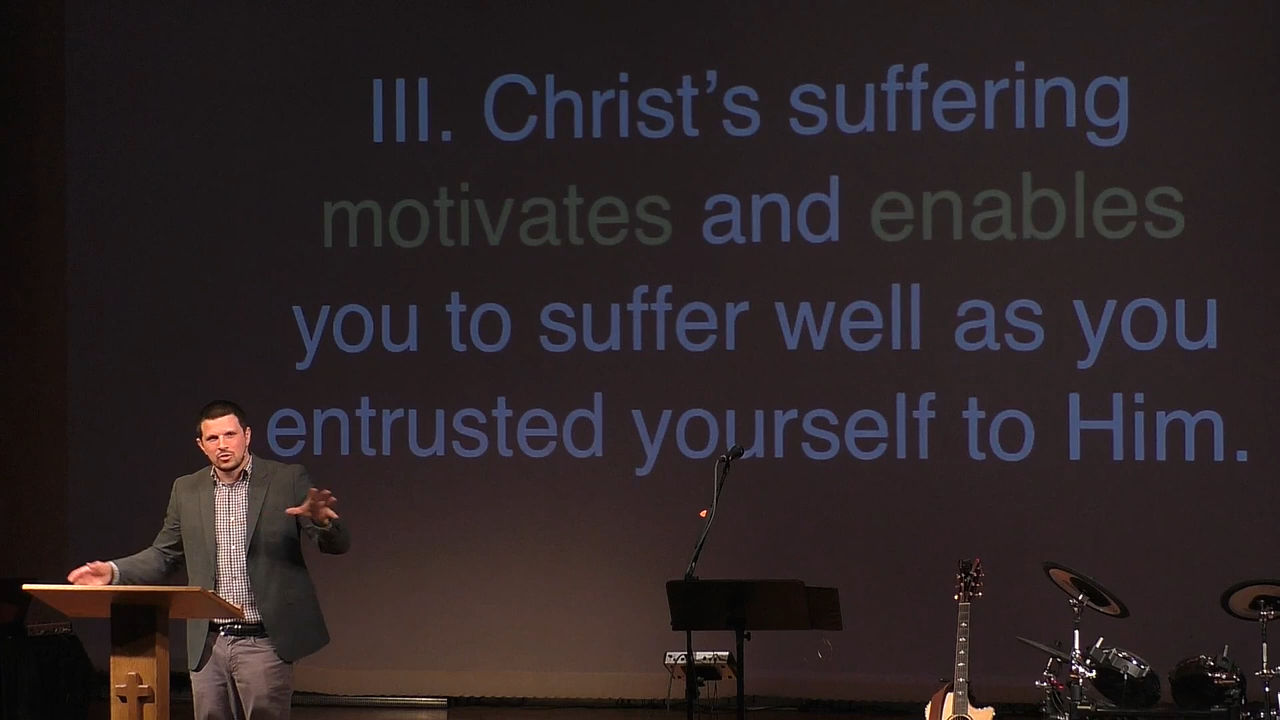 III. Christ's suffering
motivates and enables
you to suffer well as you
entrusted yourself to Him.